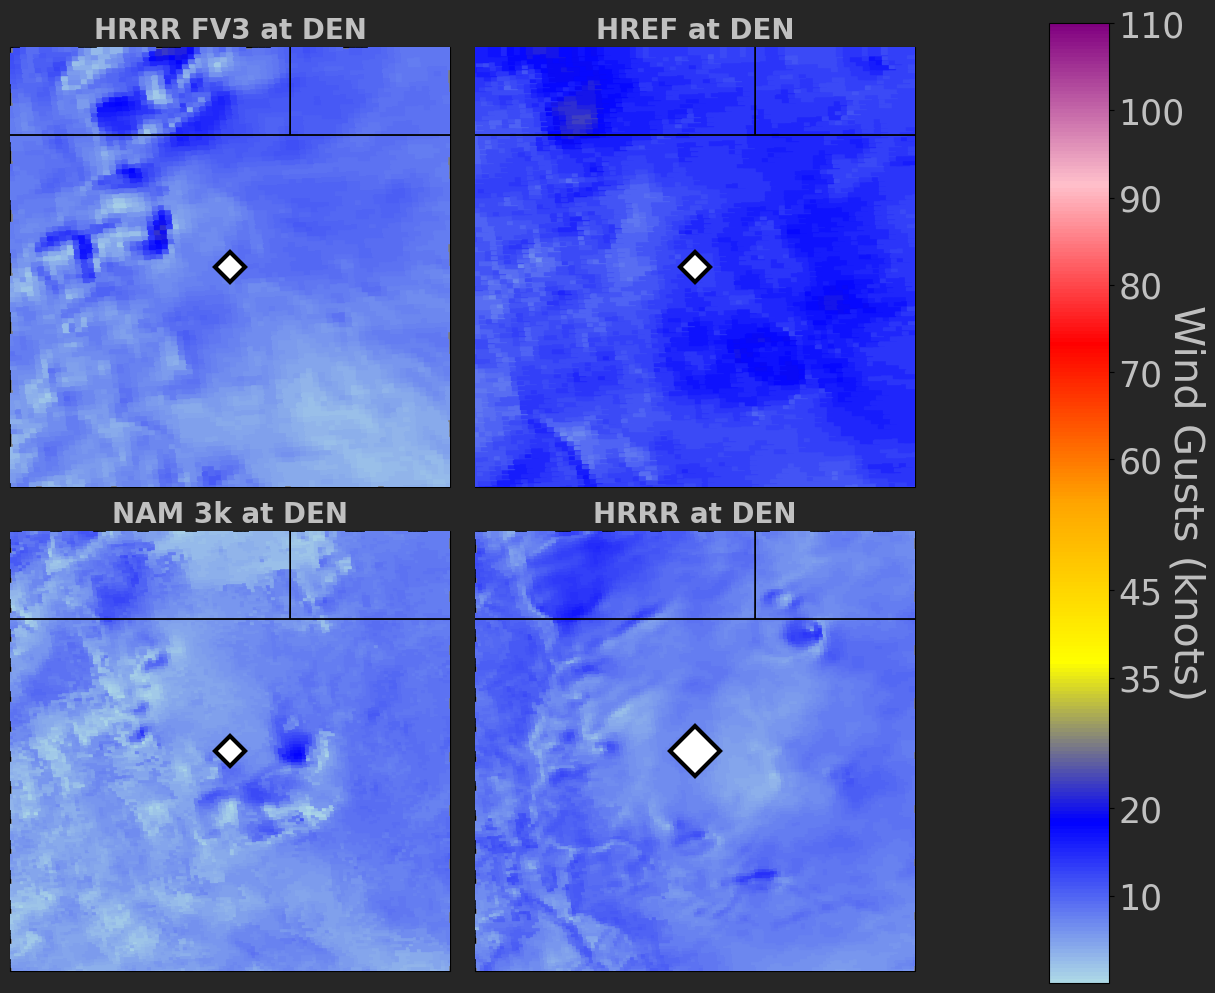 HRRR FV3 at DEN
HREF at DEN
NAM 3k at DEN
HRRR at DEN
110
100
90
80
70
60
45
35
20
10
Wind Gusts (knots)